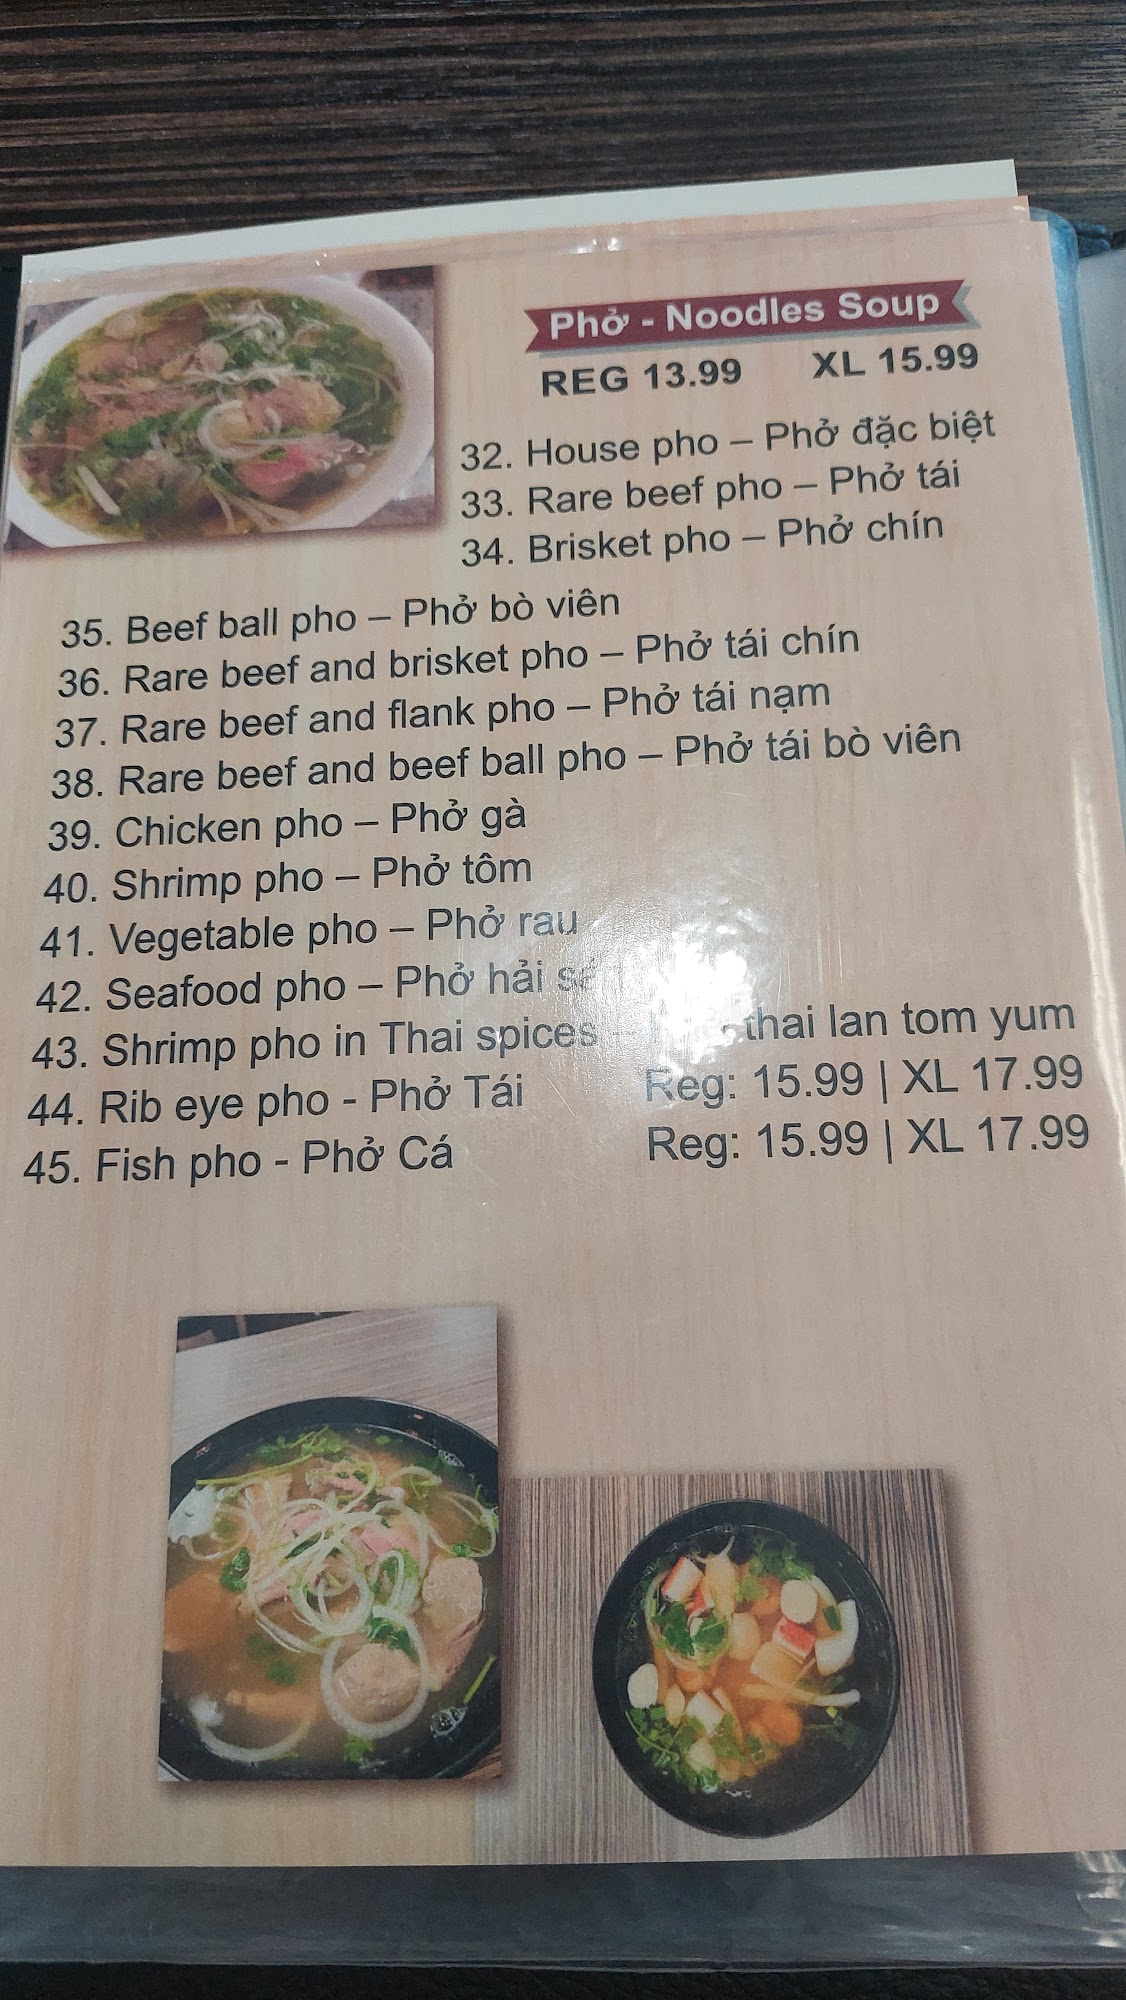 Phở - Noodles Soup
REG 13.99 XL 15.99
32. House pho – Phở đặc biệt
33. Rare beef pho – Phở tái
34. Brisket pho – Phở chín
35. Beef ball pho – Phở bò viên
36. Rare beef and brisket pho – Phở tái chín
37. Rare beef and flank pho – Phở tái nạm
38. Rare beef and beef ball pho – Phở tái bò viên
39. Chicken pho – Phở gà
40. Shrimp pho – Phở tôm
41. Vegetable pho – Phở rau
42. Seafood pho – Phở hải
43. Shrimp pho in Thai spices – thai lan tom yum
44. Rib eye pho - Phở Tái Reg: 15.99 | XL 17.99
45. Fish pho - Phở Cá Reg: 15.99 | XL 17.99